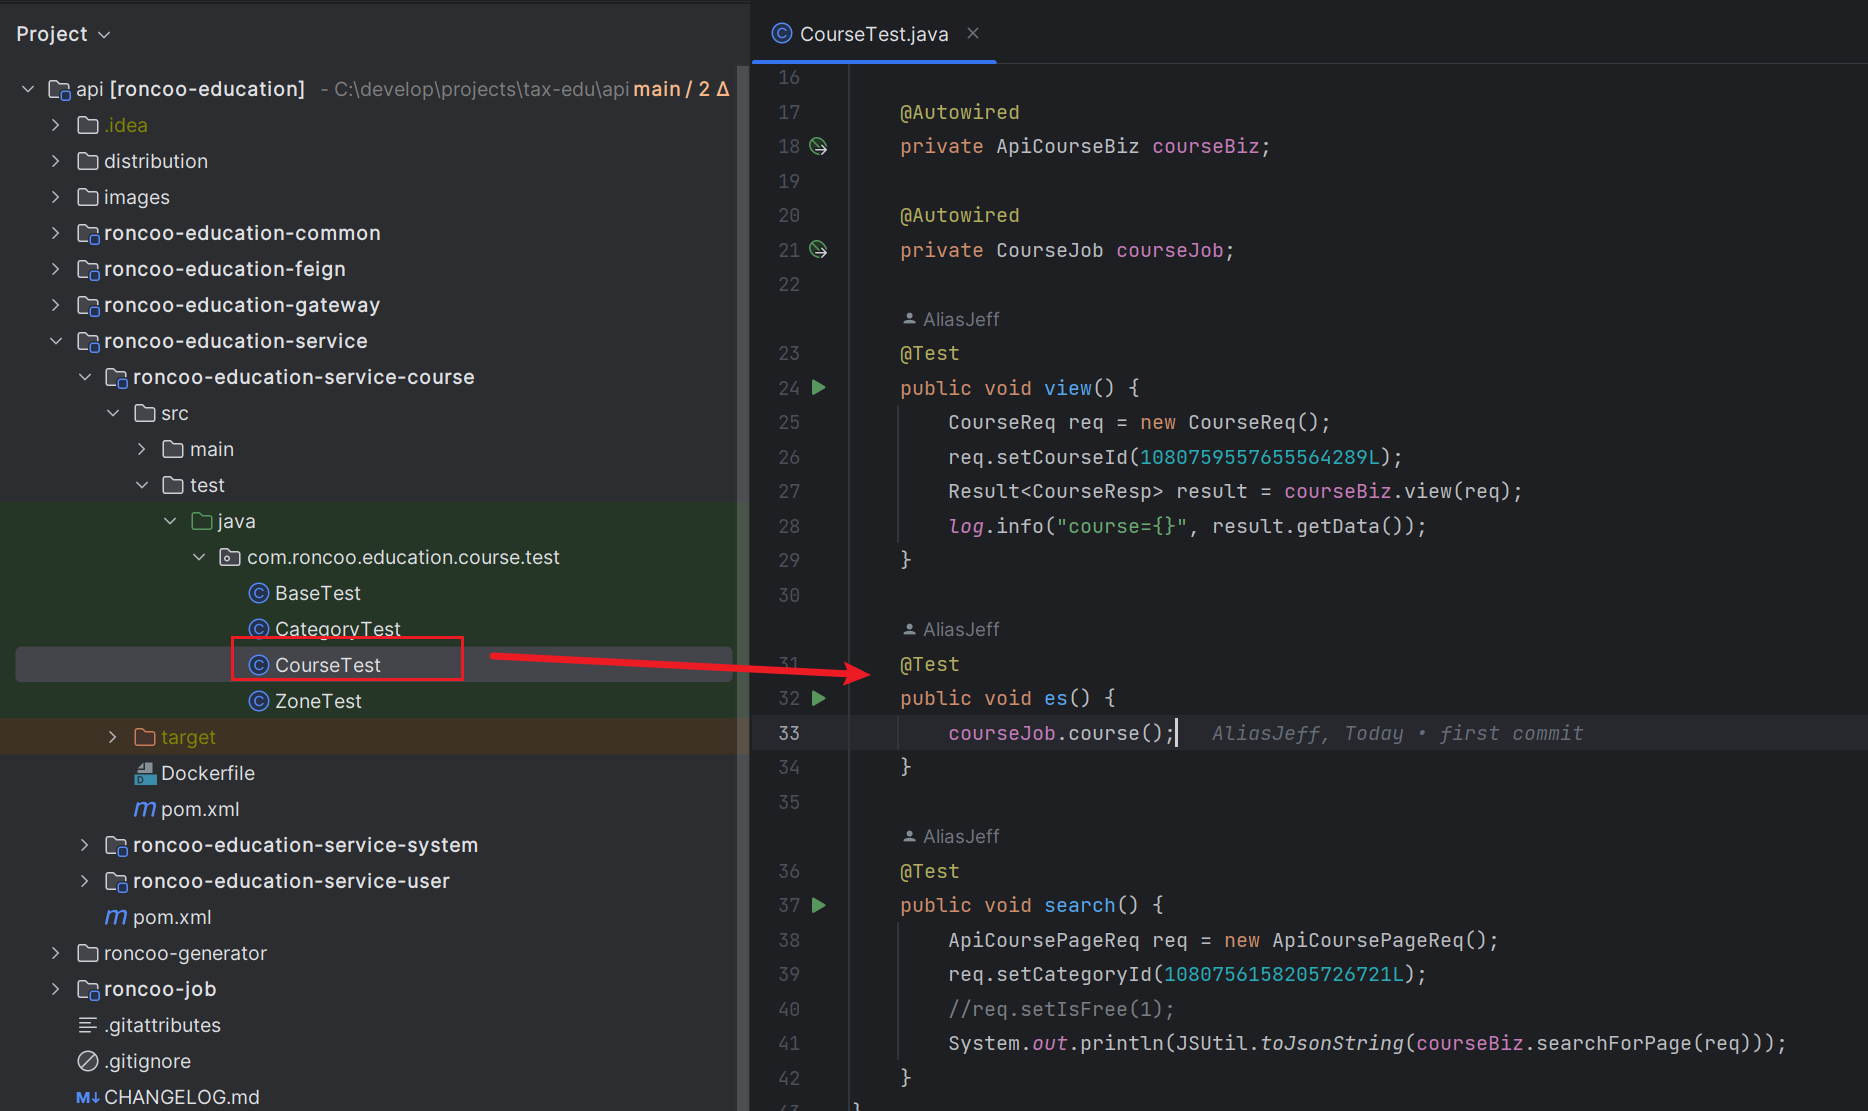 Project
api [roncoo-education] - C:\develop\projects\tax-edu\api main / 2 Δ
.idea
distribution
images
roncoo-education-common
roncoo-education-feign
roncoo-education-gateway
roncoo-education-service
roncoo-education-service-course
src
main
test
java
com.roncoo.education.course.test
BaseTest
CategoryTest
CourseTest
ZoneTest
target
Dockerfile
pom.xml
roncoo-education-service-system
roncoo-education-service-user
pom.xml
roncoo-generator
roncoo-job
.gitattributes
.gitignore
CHANGELOG.md
CourseTest.java
16
17 @Autowired
18 private ApiCourseBiz courseBiz;
19
20 @Autowired
21 private CourseJob courseJob;
22
AliasJeff
23 @Test
24 public void view() {
25 CourseReq req = new CourseReq();
26 req.setCourseId(1080759557655564289L);
27 Result<CourseResp> result = courseBiz.view(req);
28 log.info("course={}", result.getData());
29 }
30
AliasJeff
31 @Test
32 public void es() {
33 courseJob.course(); AliasJeff, Today • first commit
34 }
35
AliasJeff
36 @Test
37 public void search() {
38 ApiCoursePageReq req = new ApiCoursePageReq();
39 req.setCategoryId(1080756158205726721L);
40 //req.setIsFree(1);
41 System.out.println(JSUtil.toJsonString(courseBiz.searchForPage(req)));
42 }
43 }